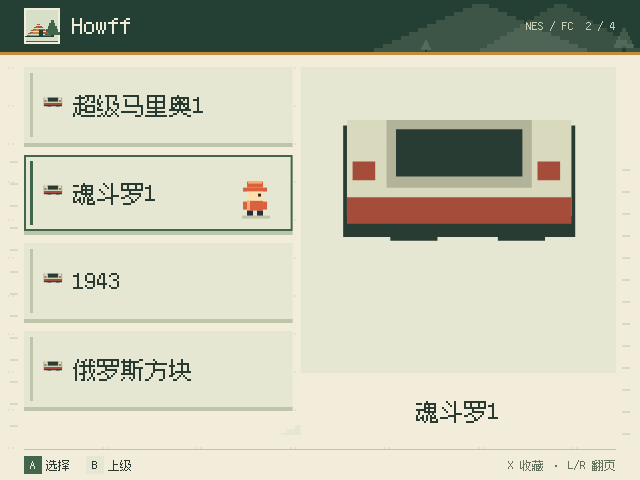 Howff
NES / FC 2 / 4
超级马里奥1
魂斗罗1
1943
俄罗斯方块
魂斗罗1
A 选择 B 上级
X 收藏 · L/R 翻页